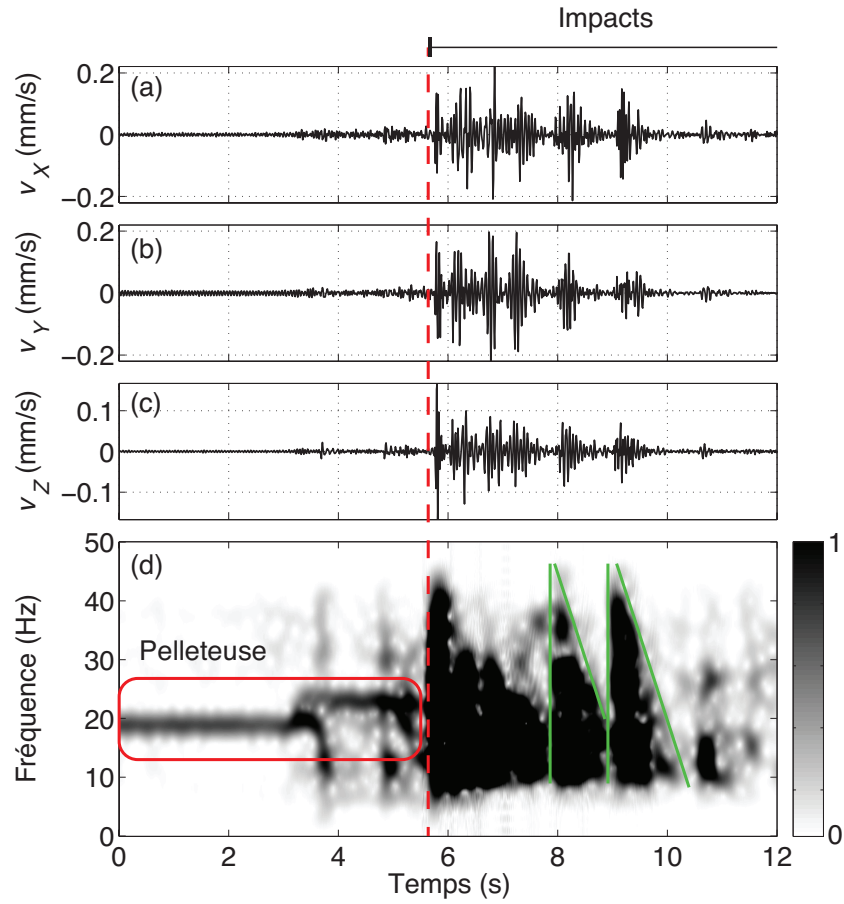 Impacts
(a)
0.2
0
−0.2
v_X (mm/s)
(b)
0.2
0
−0.2
v_Y (mm/s)
(c)
0.1
0
−0.1
v_Z (mm/s)
(d)
50
40
30
20
10
0
Fréquence (Hz)
Pelleteuse
1
0
0 2 4 6 8 10 12
Temps (s)